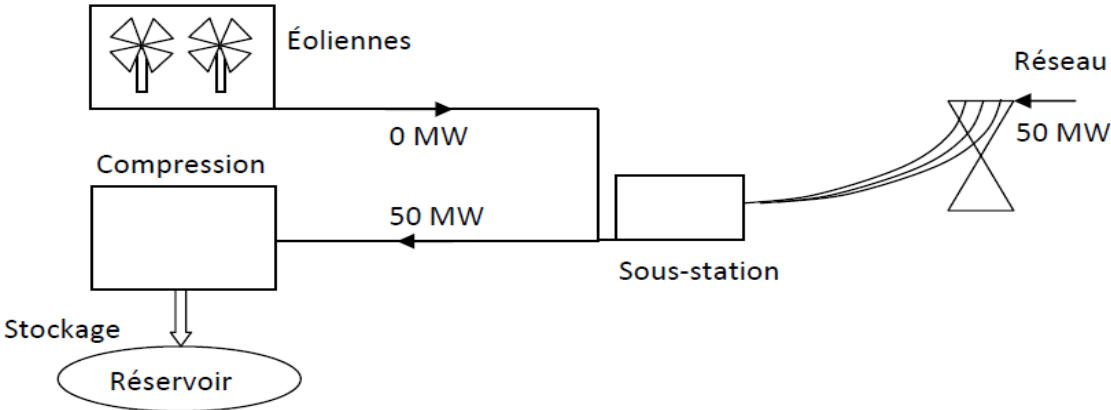 Éoliennes
Réseau
0 MW
50 MW
Compression
50 MW
Sous-station
Stockage
Réservoir